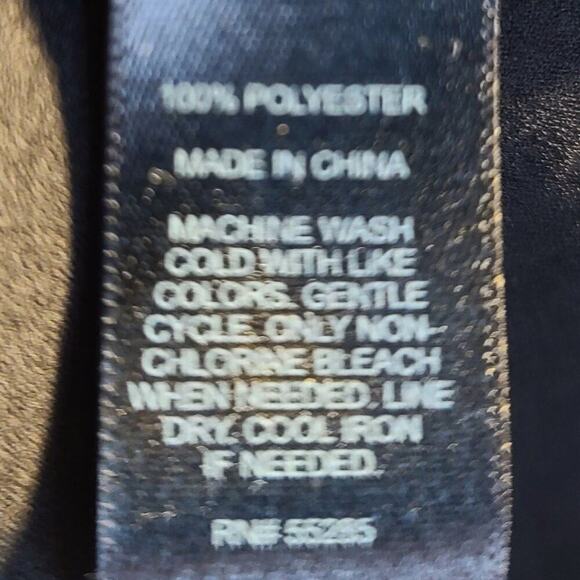 100% POLYESTER
MADE IN CHINA
MACHINE WASH
COLD WITH LIKE
COLORS. GENTLE
CYCLE. ONLY NON-
CHLORINE BLEACH
WHEN NEEDED. LINE
DRY. COOL IRON
IF NEEDED.
RN# 55285